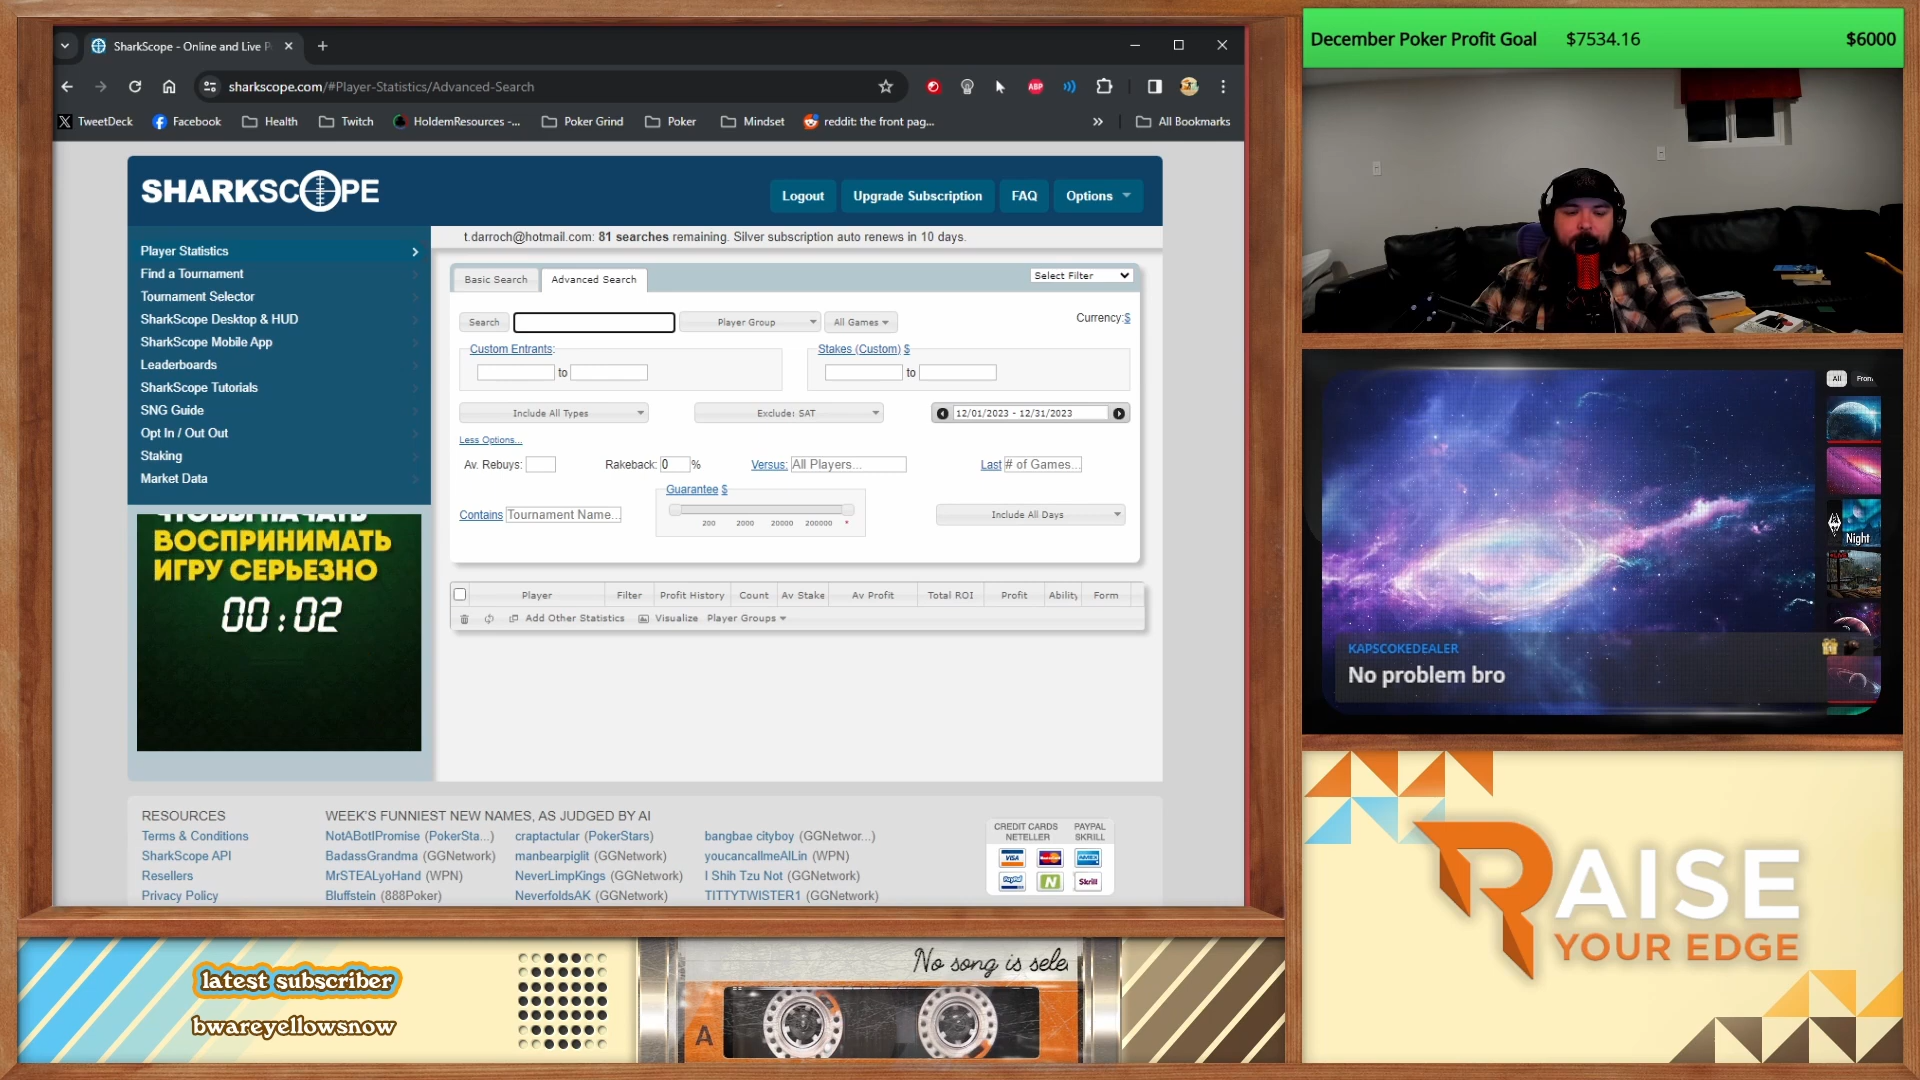 SharkScope - Online and Live P
sharkscope.com/#Player-Statistics/Advanced-Search
ABP
TweetDeck
Facebook
Health
Twitch
HoldemResources -...
Poker Grind
Poker
Mindset
reddit: the front pag...
»
All Bookmarks
SHARKSCOPE
Logout
Upgrade Subscription
FAQ
Options
t.darroch@hotmail.com: 81 searches remaining. Silver subscription auto renews in 10 days.
Player Statistics
Find a Tournament
Tournament Selector
SharkScope Desktop & HUD
SharkScope Mobile App
Leaderboards
SharkScope Tutorials
SNG Guide
Opt In / Out Out
Staking
Market Data
ЧТОБЫ НАЧАТЬ
ВОСПРИНИМАТЬ
ИГРУ СЕРЬЕЗНО
00:02
Basic Search
Advanced Search
Select Filter
Search
Player Group
All Games
Currency:$
Custom Entrants:
to
Stakes (Custom) $
to
Include All Types
Exclude: SAT
12/01/2023 - 12/31/2023
Less Options...
Av. Rebuys:
Rakeback: 0 %
Versus: All Players...
Last # of Games...
Contains Tournament Name...
Guarantee $
200 2000 20000 200000 *
Include All Days
Player Filter Profit History Count Av Stake Av Profit Total ROI Profit Ability Form
Add Other Statistics Visualize Player Groups
RESOURCES
Terms & Conditions
SharkScope API
Resellers
Privacy Policy
WEEK'S FUNNIEST NEW NAMES, AS JUDGED BY AI
NotABotIPromise (PokerSta...) craptactular (PokerStars) bangbae cityboy (GGNetwor...)
BadassGrandma (GGNetwork) manbearpiglit (GGNetwork) youcancallmeAILin (WPN)
MrSTEALyoHand (WPN) NeverLimpKings (GGNetwork) I Shih Tzu Not (GGNetwork)
Bluffstein (888Poker) NeverfoldsAK (GGNetwork) TITTYTWISTER1 (GGNetwork)
CREDIT CARDS
NETELLER
PAYPAL
SKRILL
VISA
PayPal
N
Skrill
December Poker Profit Goal $7534.16 $6000
All
From
Night
KAPSCOKEDEALER
No problem bro
RAISE
YOUR EDGE
latest subscriber
bwareyellowsnow
No song is sele
A